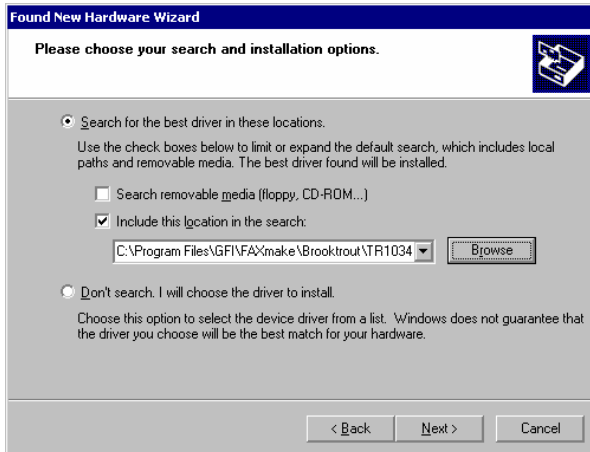 Found New Hardware Wizard
Please choose your search and installation options.
Search for the best driver in these locations.
Use the check boxes below to limit or expand the default search, which includes local
paths and removable media. The best driver found will be installed.
Search removable media (floppy, CD-ROM...)
Include this location in the search:
C:\Program Files\GFI\FAXmake\Brooktrout\TR1034
Browse
Don't search. I will choose the driver to install.
Choose this option to select the device driver from a list. Windows does not guarantee that
the driver you choose will be the best match for your hardware.
< Back Next > Cancel